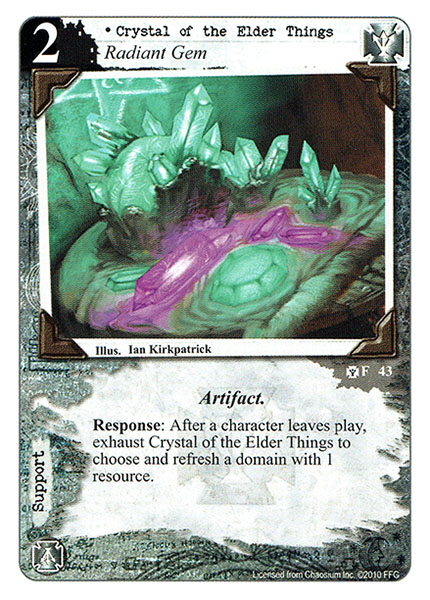 2
• Crystal of the Elder Things
Radiant Gem
Illus. Ian Kirkpatrick
F 43
Artifact.
Response: After a character leaves play,
exhaust Crystal of the Elder Things to
choose and refresh a domain with 1
resource.
Support
Licensed from Chaosium Inc. ©2010 FFG